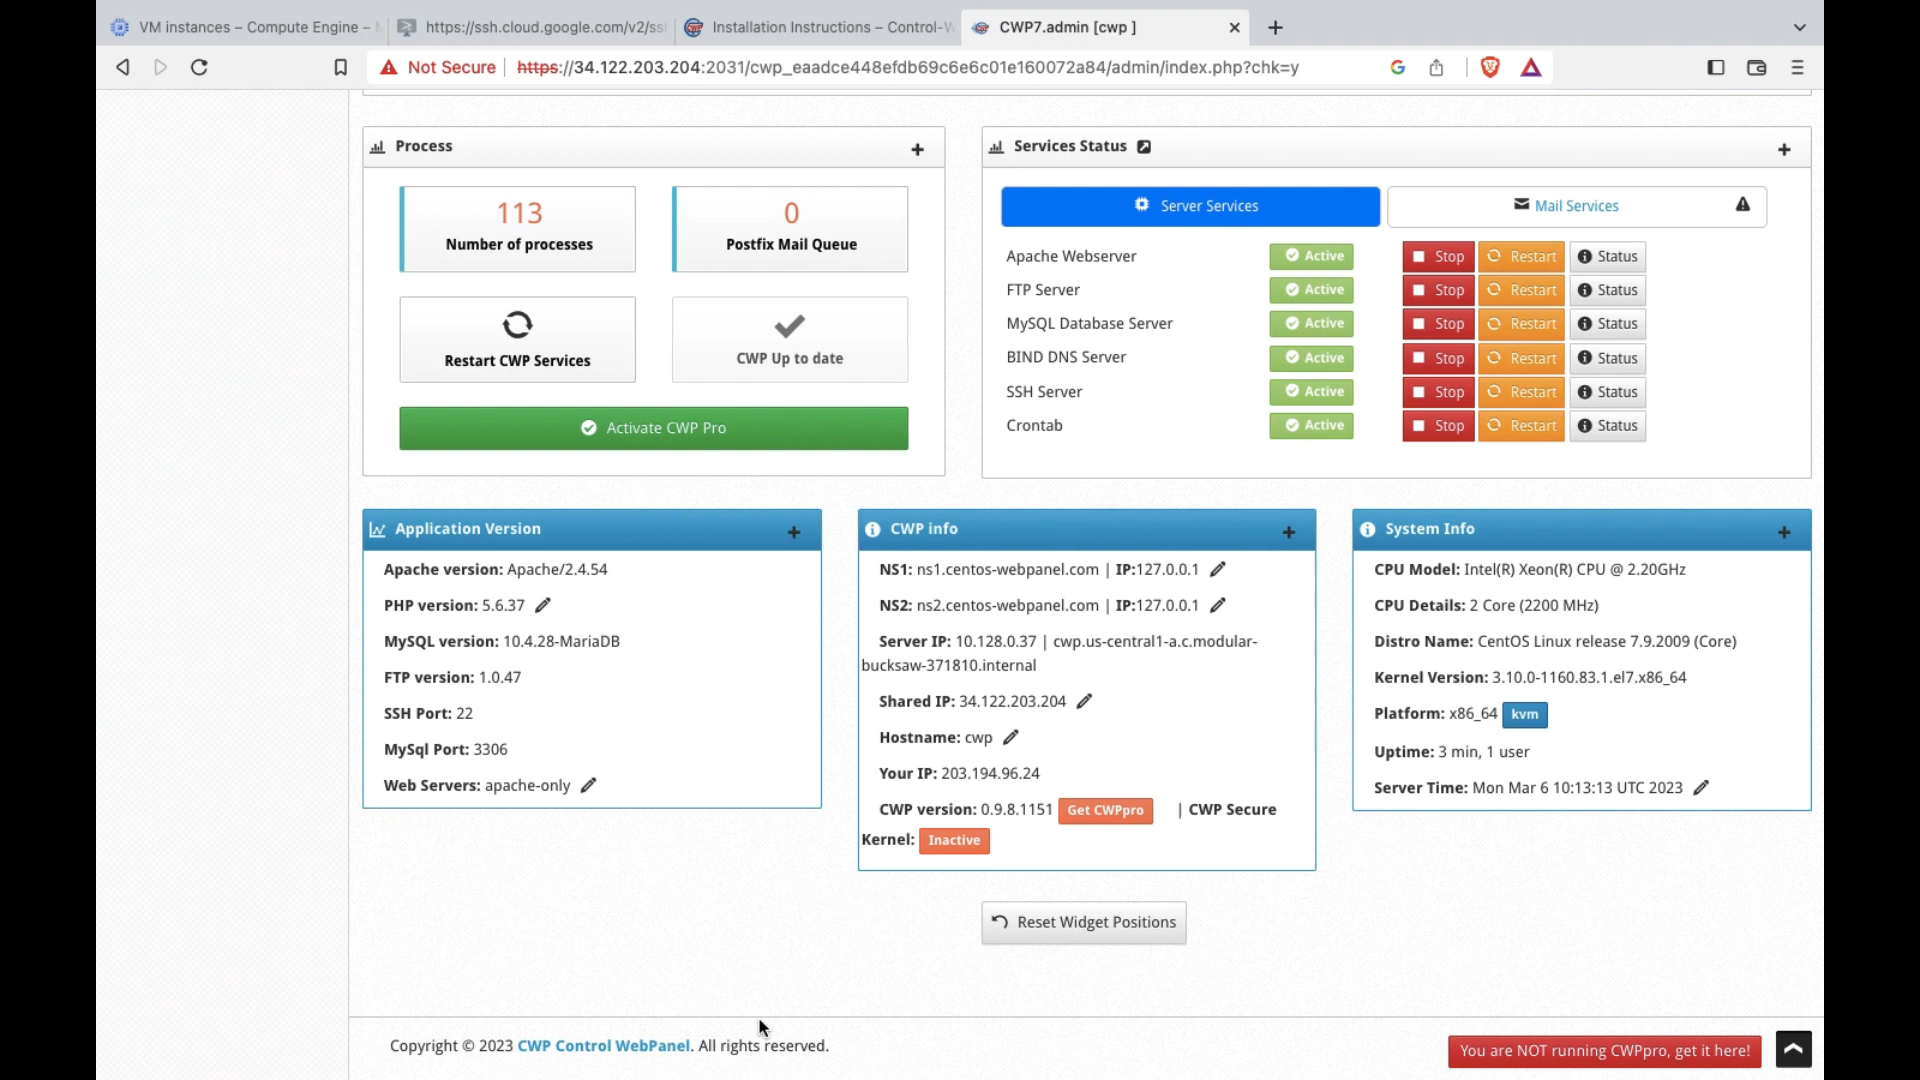 VM instances – Compute Engine –
https://ssh.cloud.google.com/v2/ss
Installation Instructions – Control-W
CWP7.admin [cwp ]
Not Secure
https://34.122.203.204:2031/cwp_eaadce448efdb69c6e6c01e160072a84/admin/index.php?chk=y
Process
113
Number of processes
0
Postfix Mail Queue
Restart CWP Services
CWP Up to date
Activate CWP Pro
Services Status
Server Services
Mail Services
Apache Webserver Active Stop Restart Status
FTP Server Active Stop Restart Status
MySQL Database Server Active Stop Restart Status
BIND DNS Server Active Stop Restart Status
SSH Server Active Stop Restart Status
Crontab Active Stop Restart Status
Application Version
Apache version: Apache/2.4.54
PHP version: 5.6.37
MySQL version: 10.4.28-MariaDB
FTP version: 1.0.47
SSH Port: 22
MySql Port: 3306
Web Servers: apache-only
CWP info
NS1: ns1.centos-webpanel.com | IP:127.0.0.1
NS2: ns2.centos-webpanel.com | IP:127.0.0.1
Server IP: 10.128.0.37 | cwp.us-central1-a.c.modular-
bucksaw-371810.internal
Shared IP: 34.122.203.204
Hostname: cwp
Your IP: 203.194.96.24
CWP version: 0.9.8.1151 Get CWPpro | CWP Secure
Kernel: Inactive
System Info
CPU Model: Intel(R) Xeon(R) CPU @ 2.20GHz
CPU Details: 2 Core (2200 MHz)
Distro Name: CentOS Linux release 7.9.2009 (Core)
Kernel Version: 3.10.0-1160.83.1.el7.x86_64
Platform: x86_64 kvm
Uptime: 3 min, 1 user
Server Time: Mon Mar 6 10:13:13 UTC 2023
Reset Widget Positions
Copyright © 2023 CWP Control WebPanel. All rights reserved.
You are NOT running CWPpro, get it here!